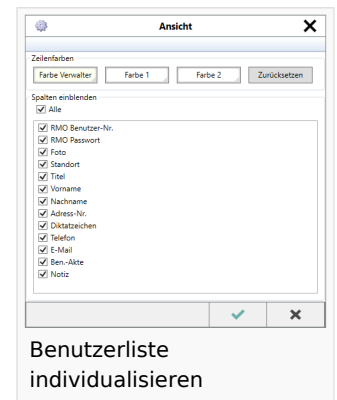 Ansicht
Zeilenfarben
Farbe Verwalter Farbe 1 Farbe 2 Zurücksetzen
Spalten einblenden
Alle
RMO Benutzer-Nr.
RMO Passwort
Foto
Standort
Titel
Vorname
Nachname
Adress-Nr.
Diktatzeichen
Telefon
E-Mail
Ben.-Akte
Notiz
Benutzerliste
individualisieren